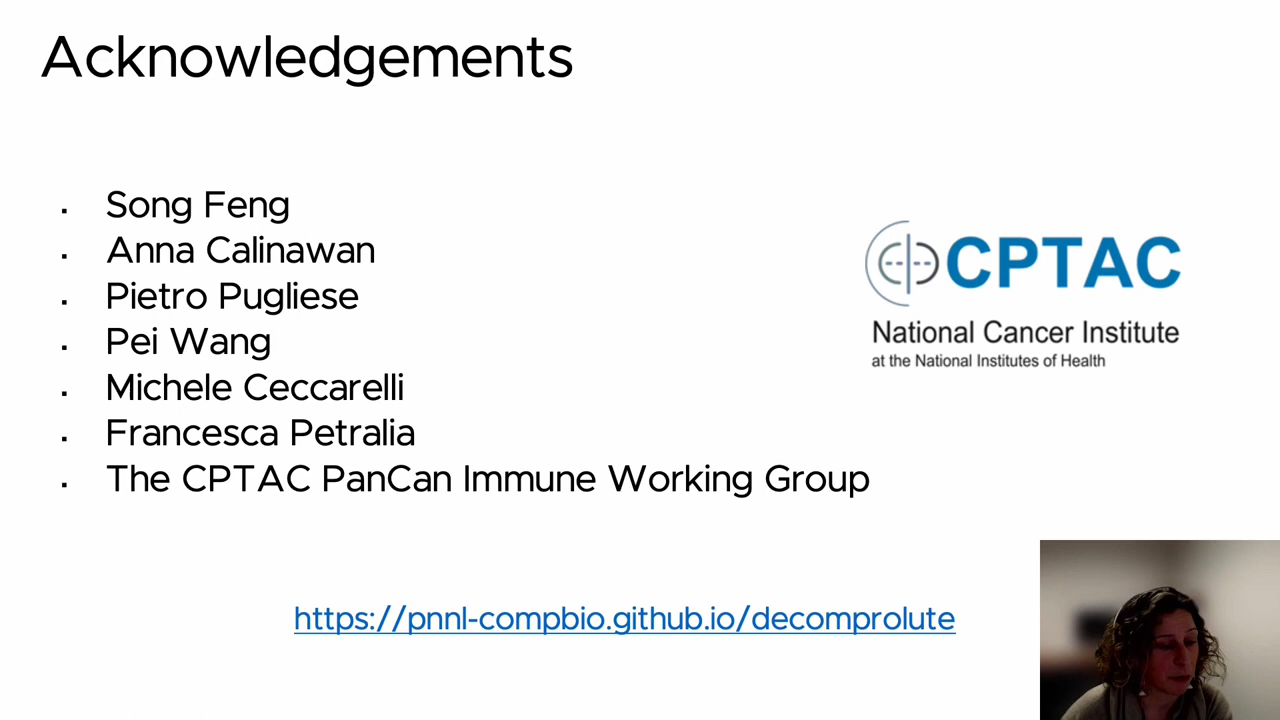 Acknowledgements
Song Feng
Anna Calinawan
Pietro Pugliese
Pei Wang
Michele Ceccarelli
Francesca Petralia
The CPTAC PanCan Immune Working Group
CPTAC
National Cancer Institute
at the National Institutes of Health
https://pnnl-compbio.github.io/decomprolute